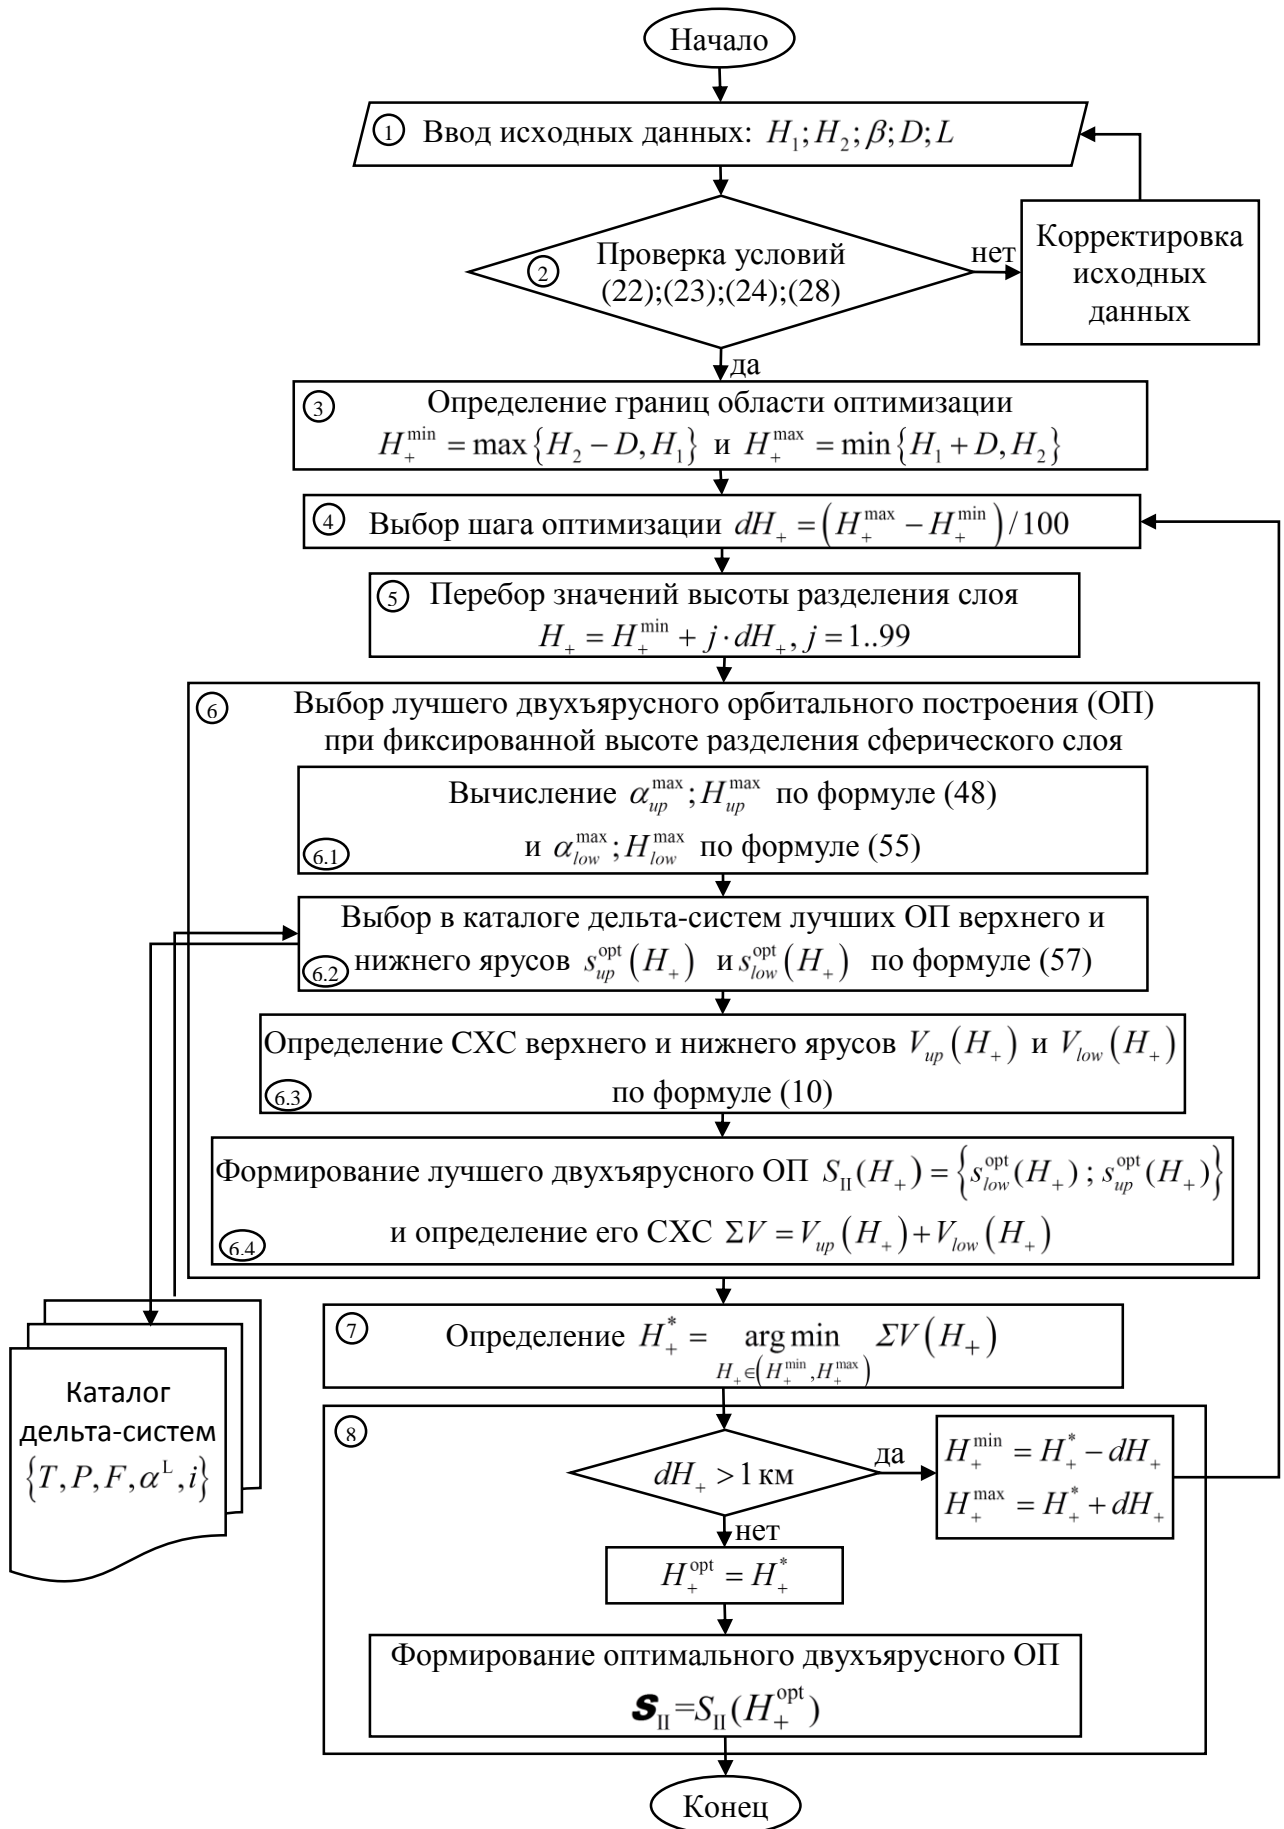 Начало
1 Ввод исходных данных: H₁; H₂; β; D; L
2 Проверка условий
(22);(23);(24);(28)
нет
Корректировка
исходных
данных
да
3 Определение границ области оптимизации
H₊^min = max{H₂ − D, H₁} и H₊^max = min{H₁ + D, H₂}
4 Выбор шага оптимизации dH₊ = (H₊^max − H₊^min)/100
5 Перебор значений высоты разделения слоя
H₊ = H₊^min + j · dH₊, j = 1..99
6 Выбор лучшего двухъярусного орбитального построения (ОП)
при фиксированной высоте разделения сферического слоя
Вычисление α_up^max; H_up^max по формуле (48)
6.1 и α_low^max; H_low^max по формуле (55)
Выбор в каталоге дельта-систем лучших ОП верхнего и
6.2 нижнего ярусов s_up^opt(H₊) и s_low^opt(H₊) по формуле (57)
Определение СХС верхнего и нижнего ярусов V_up(H₊) и V_low(H₊)
6.3 по формуле (10)
Формирование лучшего двухъярусного ОП S_II(H₊) = {s_low^opt(H₊) ; s_up^opt(H₊)}
6.4 и определение его СХС ΣV = V_up(H₊) + V_low(H₊)
Каталог
дельта-систем
{T, P, F, α^L, i}
7 Определение H₊^* = arg min ΣV(H₊)
H₊∈(H₊^min, H₊^max)
8
dH₊ > 1 км
да
H₊^min = H₊^* − dH₊
H₊^max = H₊^* + dH₊
нет
H₊^opt = H₊^*
Формирование оптимального двухъярусного ОП
S_II = S_II(H₊^opt)
Конец